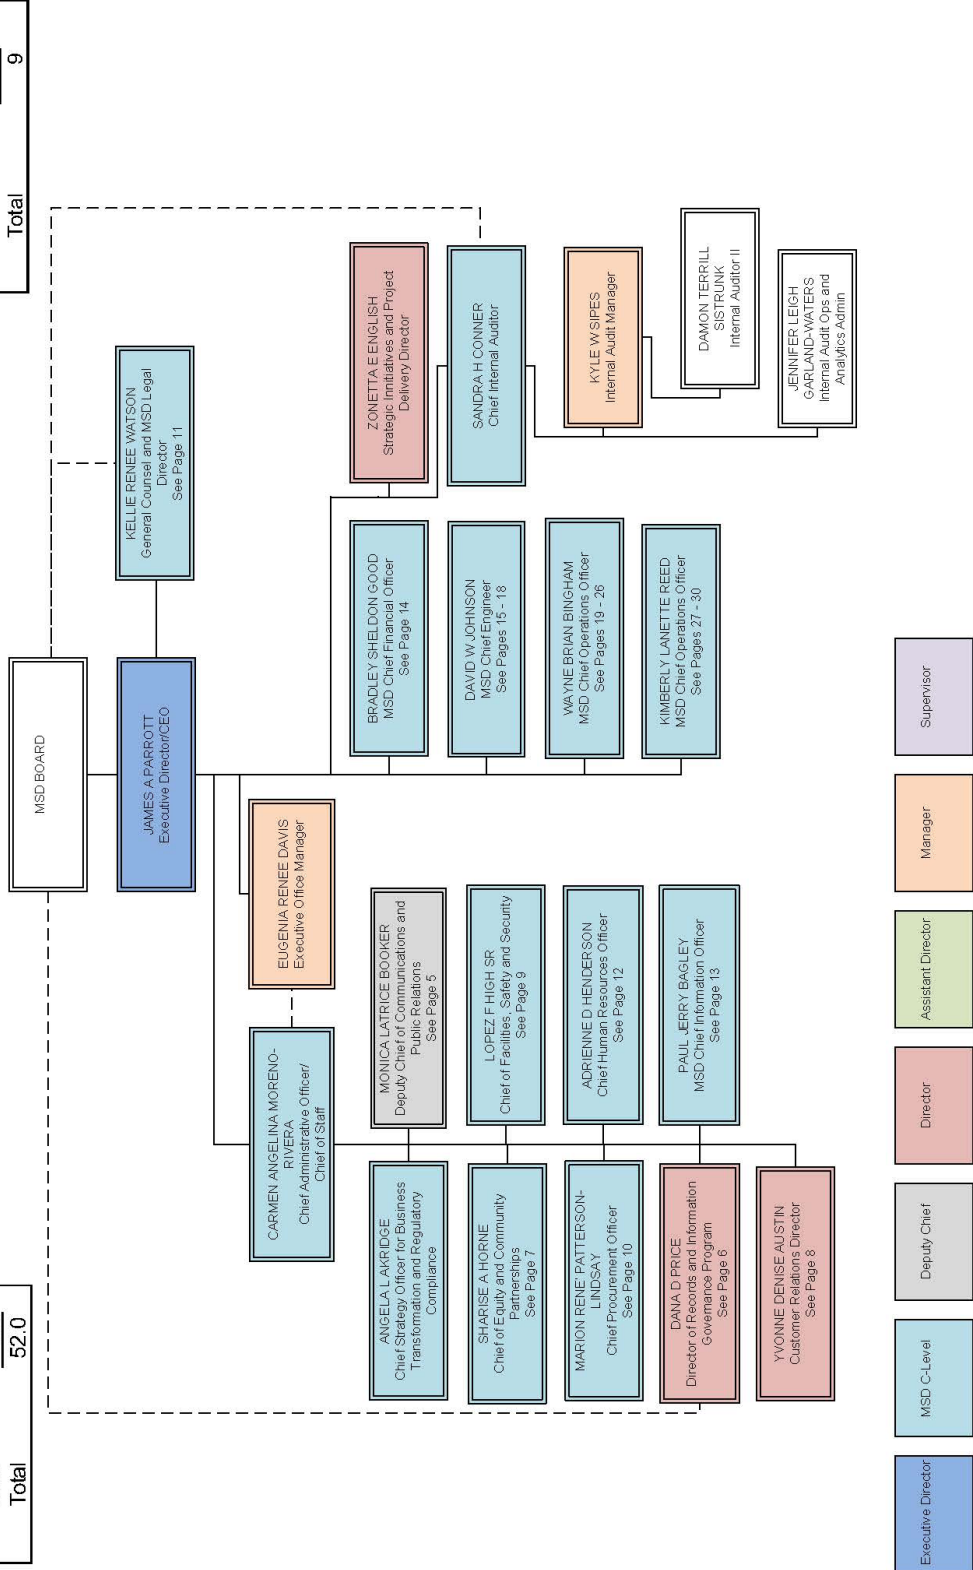 Total
52.0
Total
9
MSD BOARD
JAMES A PARROTT
Executive Director/CEO
KELLIE RENEE WATSON
General Counsel and MSD Legal
Director
See Page 11
CARMEN ANGELINA MORENO-
RIVERA
Chief Administrative Officer/
Chief of Staff
EUGENIA RENEE DAVIS
Executive Office Manager
ANGELA L AKRIDGE
Chief Strategy Officer for Business
Transformation and Regulatory
Compliance
MONICA LATRICE BOOKER
Deputy Chief of Communications and
Public Relations
See Page 5
BRADLEY SHELDON GOOD
MSD Chief Financial Officer
See Page 14
ZONETTA E ENGLISH
Strategic Innitiatives and Project
Delivery Director
SHARISE A HORNE
Chief of Equity and Community
Partnerships
See Page 7
LOPEZ F HIGH SR
Chief of Facilities, Safety and Security
See Page 9
DAVID W JOHNSON
MSD Chief Engineer
See Pages 15 - 18
SANDRA H CONNER
Chief Internal Auditor
MARION RENE' PATTERSON-
LINDSAY
Chief Procurement Officer
See Page 10
ADRIENNE D HENDERSON
Chief Human Resources Officer
See Page 12
WAYNE BRIAN BINGHAM
MSD Chief Operations Officer
See Pages 19 - 26
KYLE W SIPES
Internal Audit Manager
DANA D PRICE
Director of Records and Information
Governance Program
See Page 6
PAUL JERRY BAGLEY
MSD Chief Information Officer
See Page 13
KIMBERLY LANETTE REED
MSD Chief Operations Officer
See Pages 27 - 30
DAMON TERRILL
SISTRUNK
Internal Auditor II
YVONNE DENISE AUSTIN
Customer Relations Director
See Page 8
JENNIFER LEIGH
GARLAND-WATERS
Internal Audit Ops and
Analytics Admin
Executive Director
MSD C-Level
Deputy Chief
Director
Assistant Director
Manager
Supervisor